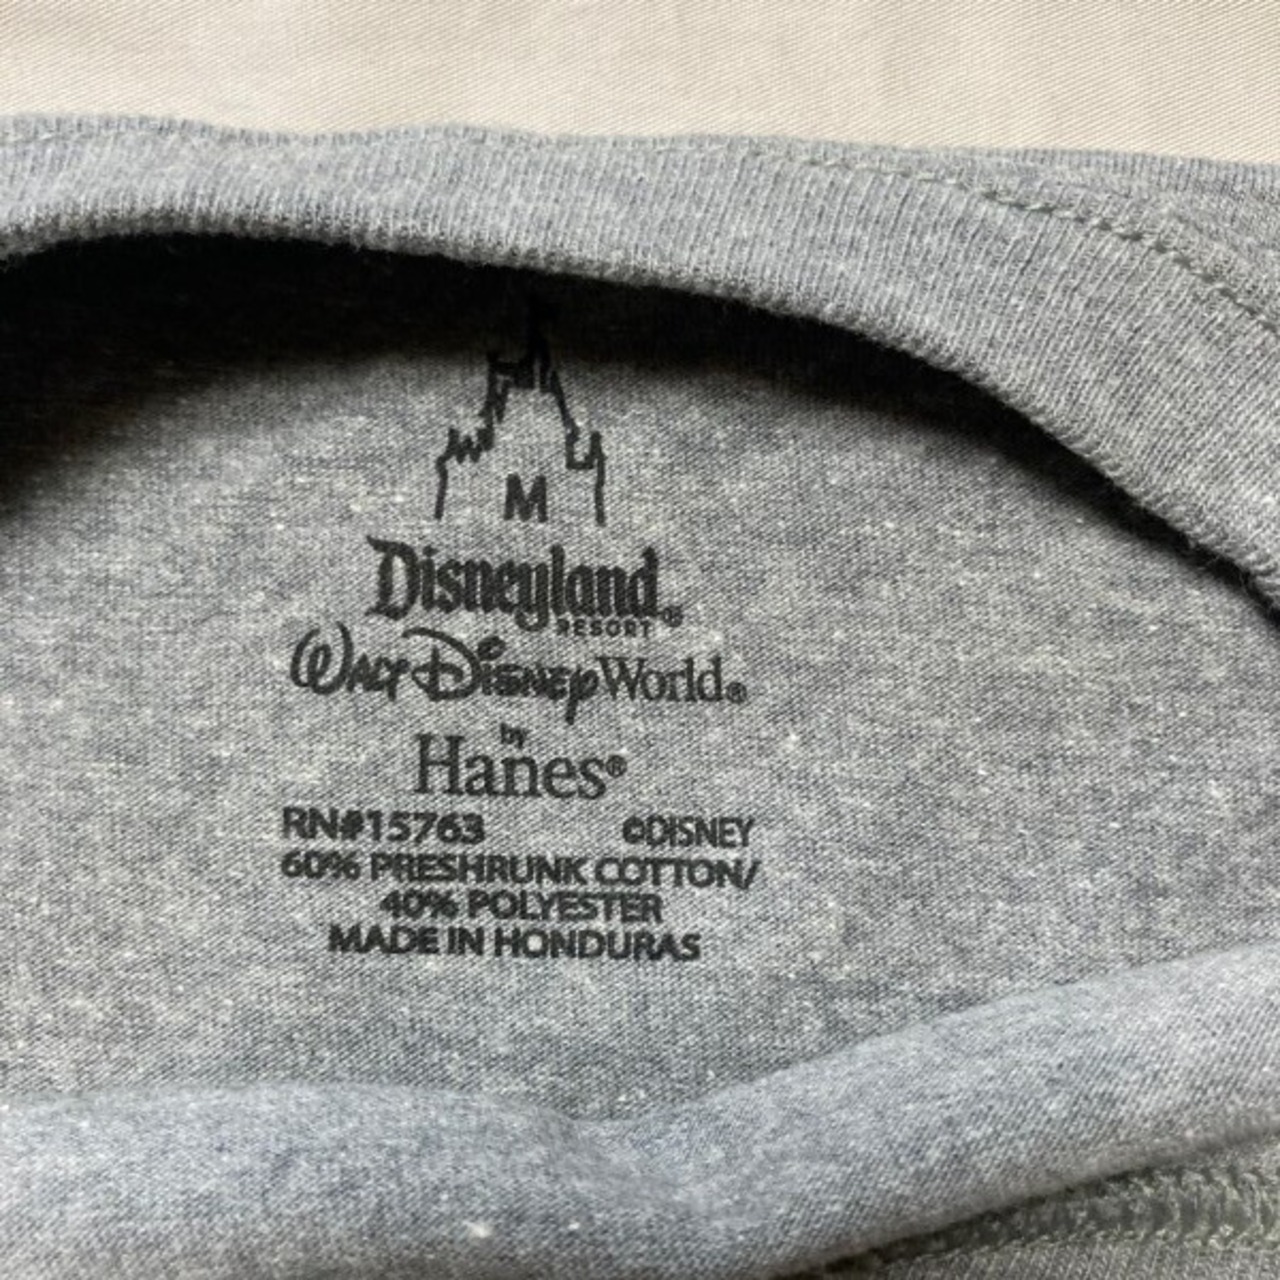 M
Disneyland®
RESORT
Walt Disney World®
by
Hanes®
RN#15763 ©DISNEY
60% PRESHRUNK COTTON/
40% POLYESTER
MADE IN HONDURAS